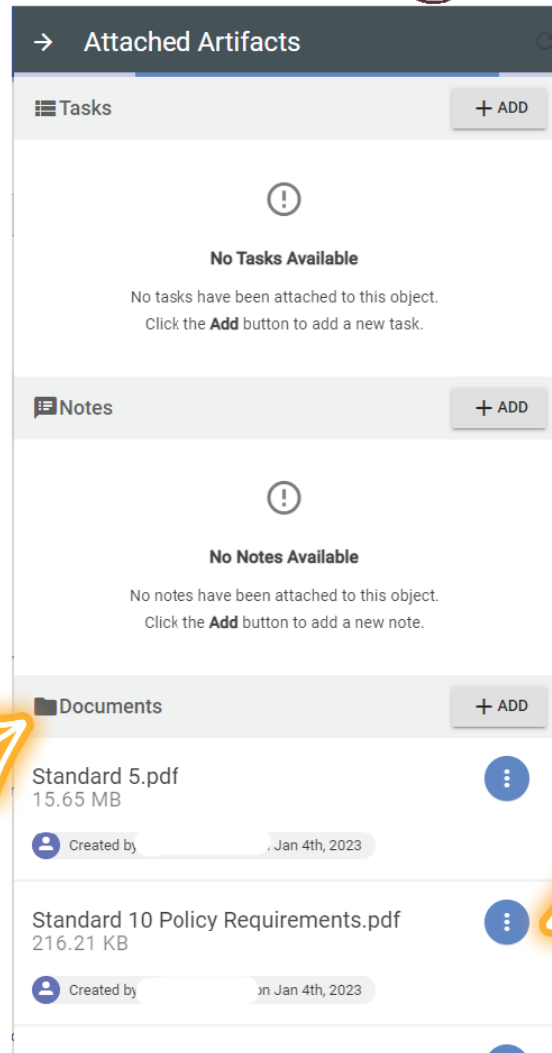 Attached Artifacts
Tasks
+ ADD
No Tasks Available
No tasks have been attached to this object.
Click the Add button to add a new task.
Notes
+ ADD
No Notes Available
No notes have been attached to this object.
Click the Add button to add a new note.
Documents
+ ADD
Standard 5.pdf
15.65 MB
Created by Jan 4th, 2023
Standard 10 Policy Requirements.pdf
216.21 KB
Created by on Jan 4th, 2023